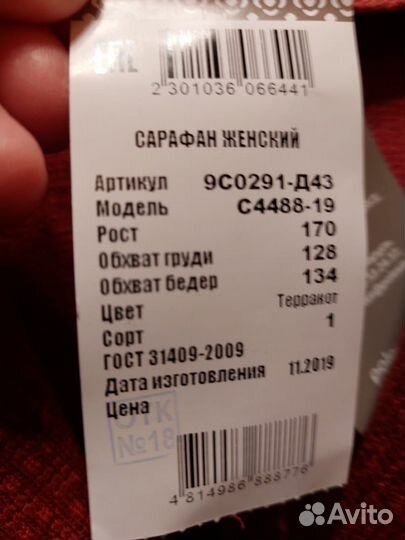 EAC
2 301036 066441
САРАФАН ЖЕНСКИЙ
Артикул 9С0291-Д43
Модель С4488-19
Рост 170
Обхват груди 128
Обхват бедер 134
Цвет Терракот
Сорт 1
ГОСТ 31409-2009
Дата изготовления 11.2019
Цена
ОТК
№18
4 814986 888776
Avito